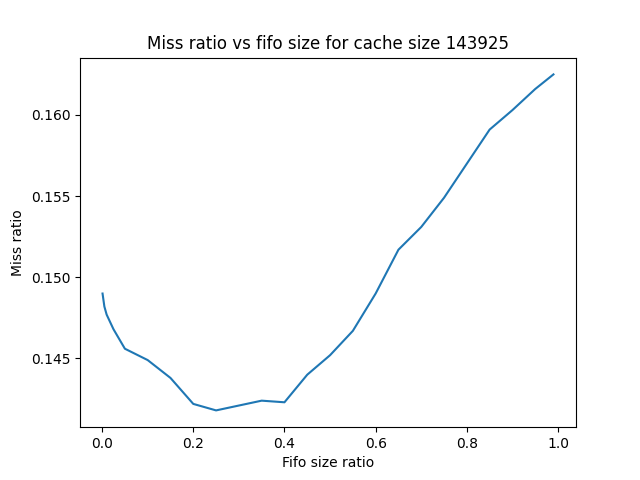 Miss ratio vs fifo size for cache size 143925
0.160
0.155
0.150
0.145
Miss ratio
0.0 0.2 0.4 0.6 0.8 1.0
Fifo size ratio